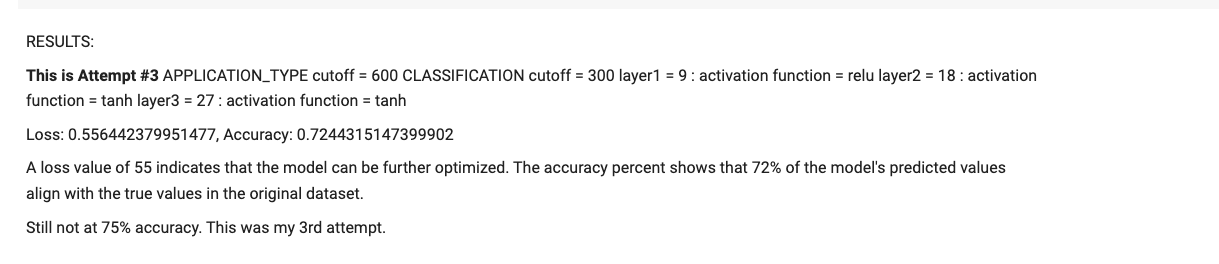 RESULTS:
This is Attempt #3 APPLICATION_TYPE cutoff = 600 CLASSIFICATION cutoff = 300 layer1 = 9 : activation function = relu layer2 = 18 : activation
function = tanh layer3 = 27 : activation function = tanh
Loss: 0.556442379951477, Accuracy: 0.7244315147399902
A loss value of 55 indicates that the model can be further optimized. The accuracy percent shows that 72% of the model's predicted values
align with the true values in the original dataset.
Still not at 75% accuracy. This was my 3rd attempt.